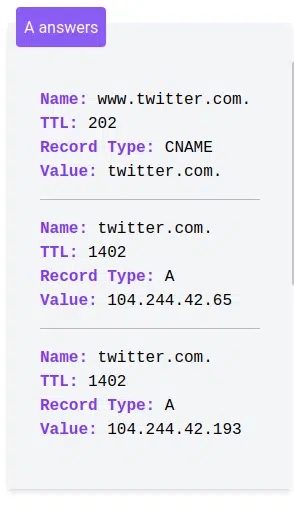 A answers
Name: www.twitter.com.
TTL: 202
Record Type: CNAME
Value: twitter.com.
Name: twitter.com.
TTL: 1402
Record Type: A
Value: 104.244.42.65
Name: twitter.com.
TTL: 1402
Record Type: A
Value: 104.244.42.193